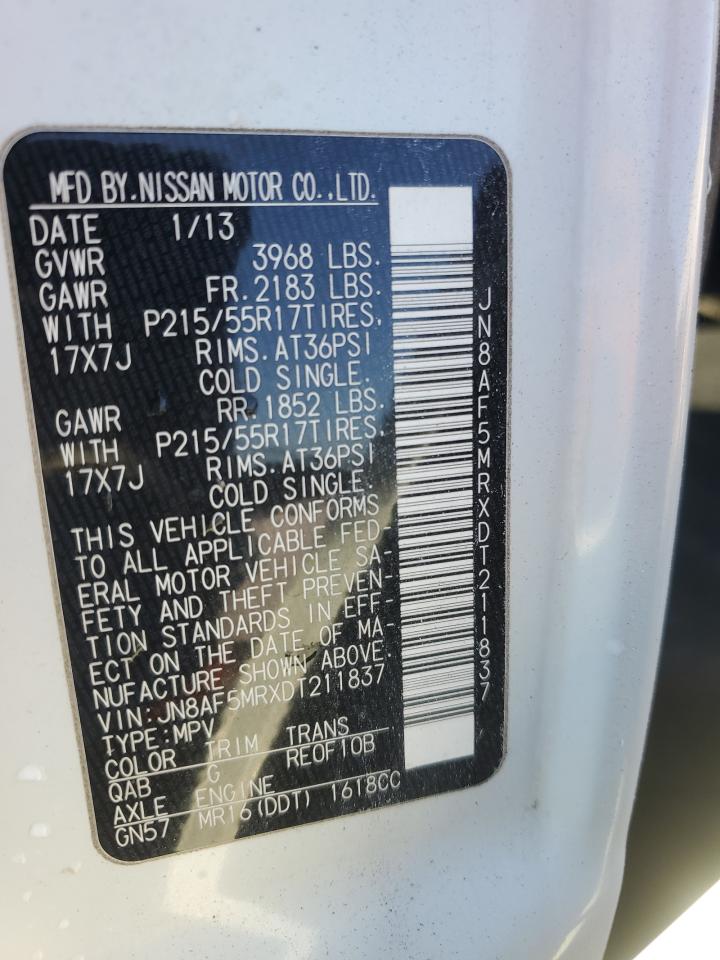 MFD BY.NISSAN MOTOR CO.,LTD.
DATE 1/13
GVWR 3968 LBS.
GAWR FR.2183 LBS.
WITH P215/55R17TIRES,
17X7J RIMS.AT36PSI
COLD SINGLE.
GAWR RR.1852 LBS.
WITH P215/55R17TIRES,
17X7J RIMS.AT36PSI
COLD SINGLE.
THIS VEHICLE CONFORMS
TO ALL APPLICABLE FED-
ERAL MOTOR VEHICLE SA-
FETY AND THEFT PREVEN-
TION STANDARDS IN EFF-
ECT ON THE DATE OF MA-
NUFACTURE SHOWN ABOVE.
VIN:JN8AF5MRXDT211837
TYPE:MPV
COLOR TRIM TRANS
QAB G RE0F10B
AXLE ENGINE
GN57 MR16(DDT) 1618CC
JN8AF5MRXDT211837